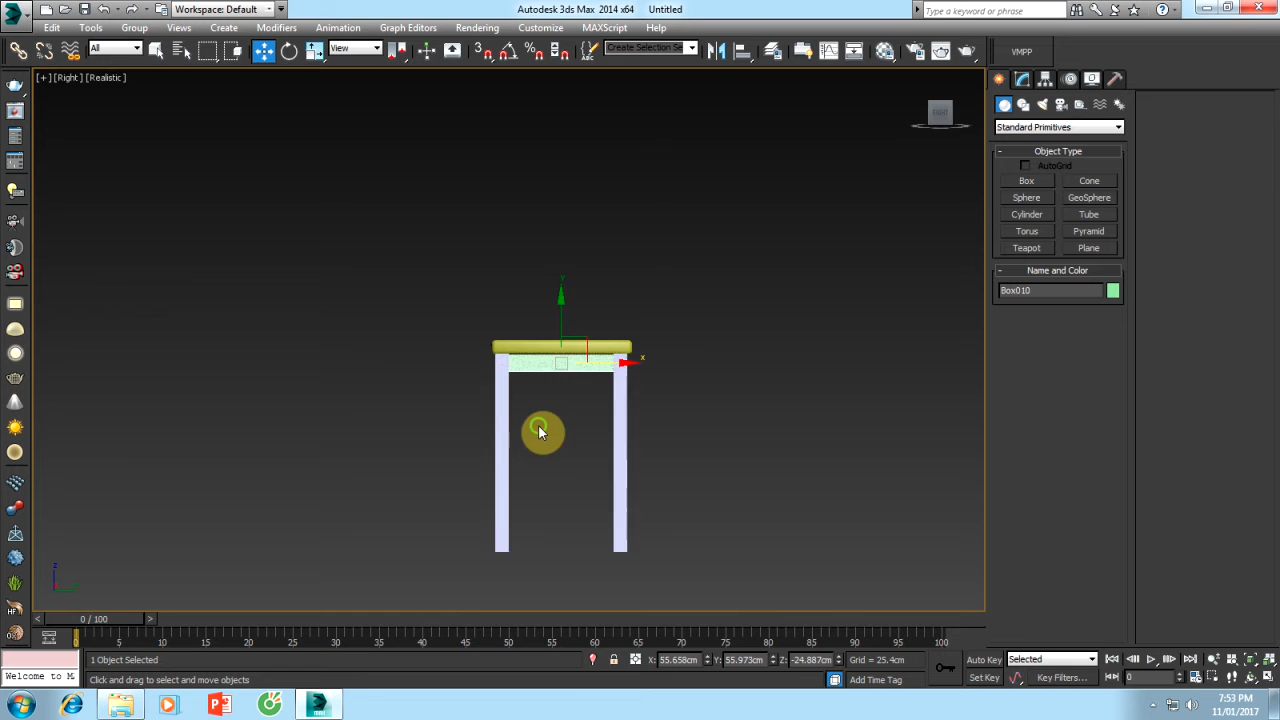 Workspace: Default
Autodesk 3ds Max 2014 x64 Untitled
Type a keyword or phrase
Edit Tools Group Views Create Modifiers Animation Graph Editors Rendering Customize MAXScript Help
All View Create Selection Se VMPP
[+] [Right] [Realistic]
RIGHT
Standard Primitives
- Object Type
AutoGrid
Box Cone
Sphere GeoSphere
Cylinder Tube
Torus Pyramid
Teapot Plane
- Name and Color
Box010
y
x
z
HF
< 0 / 100 >
0 5 10 15 20 25 30 35 40 45 50 55 60 65 70 75 80 85 90 95 100
1 Object Selected X: 55.658cm Y: 55.973cm Z: -24.887cm Grid = 25.4cm Auto Key Selected
Welcome to M Click and drag to select and move objects Add Time Tag Set Key Key Filters... 0
7:53 PM
11/01/2017